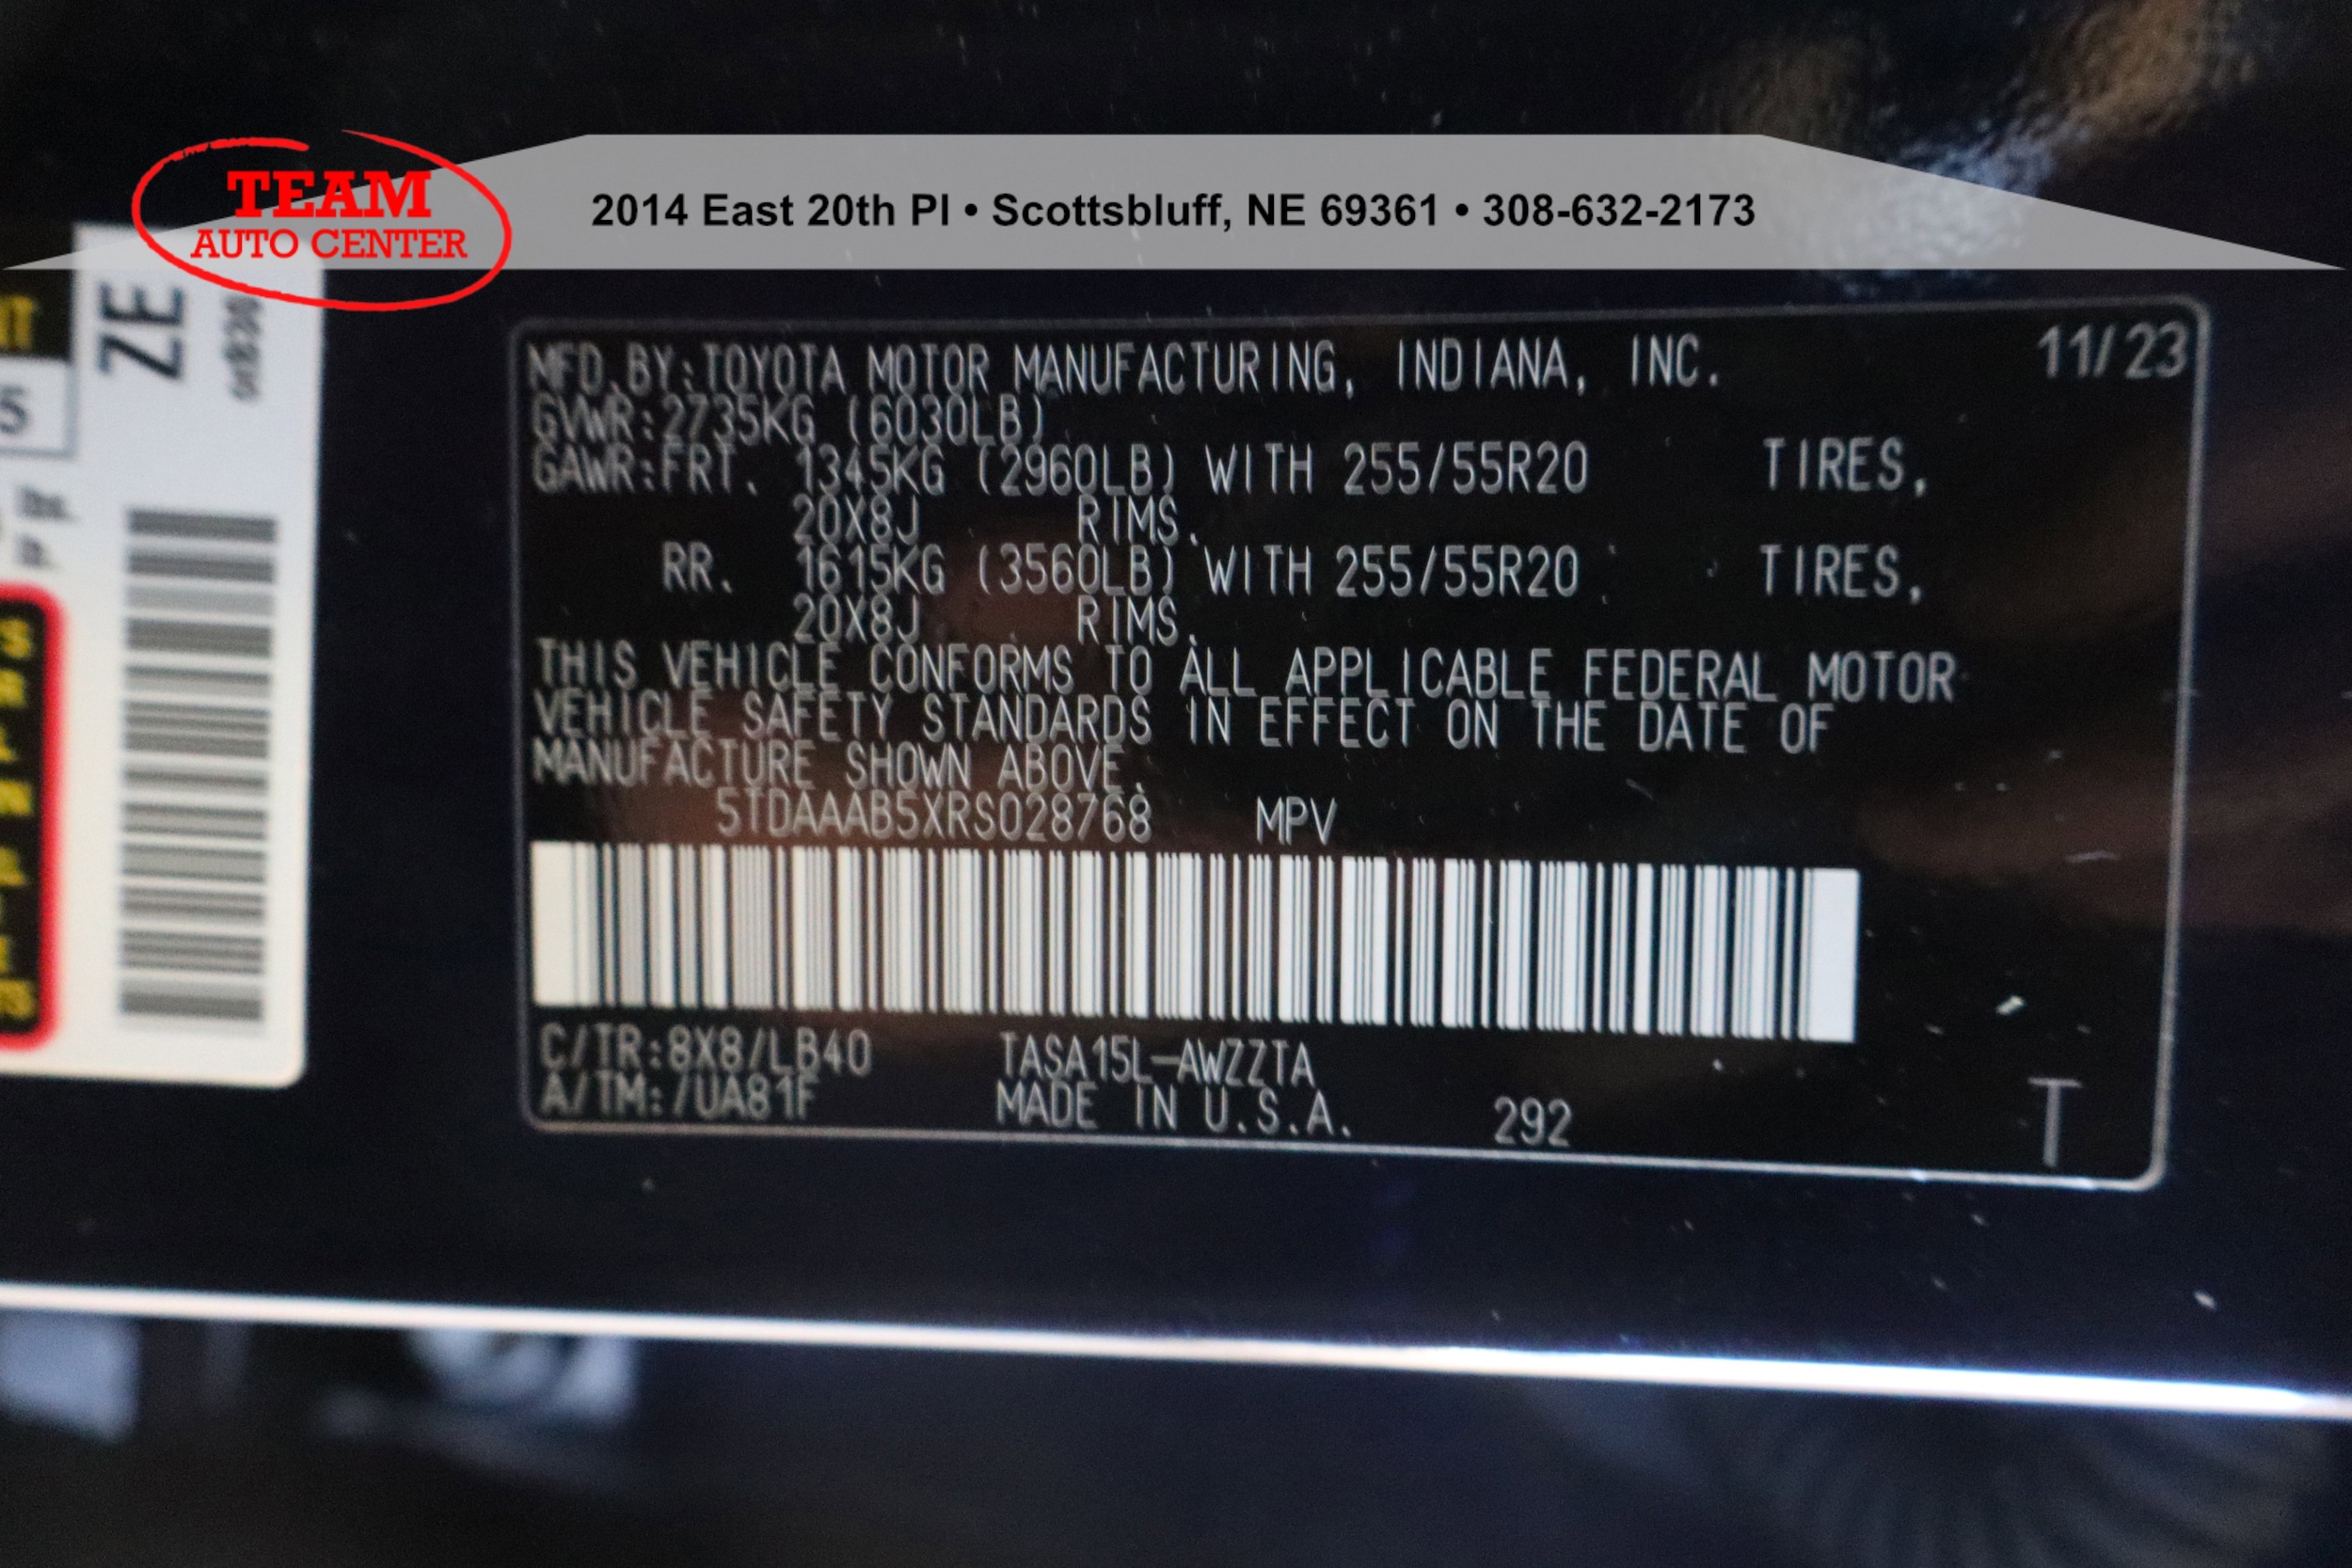 TEAM
AUTO CENTER
2014 East 20th Pl • Scottsbluff, NE 69361 • 308-632-2173
ZE
5
MFD.BY:TOYOTA MOTOR MANUFACTURING, INDIANA, INC. 11/23
GVWR:2735KG (6030LB)
GAWR:FRT. 1345KG (2960LB) WITH 255/55R20 TIRES,
20X8J RIMS.
RR. 1615KG (3560LB) WITH 255/55R20 TIRES,
20X8J RIMS.
THIS VEHICLE CONFORMS TO ALL APPLICABLE FEDERAL MOTOR
VEHICLE SAFETY STANDARDS IN EFFECT ON THE DATE OF
MANUFACTURE SHOWN ABOVE.
5TDAAAB5XRS028768 MPV
C/TR:8X8/LB40 TASA15L-AWZZTA
A/TM:/UA81F MADE IN U.S.A. 292 T